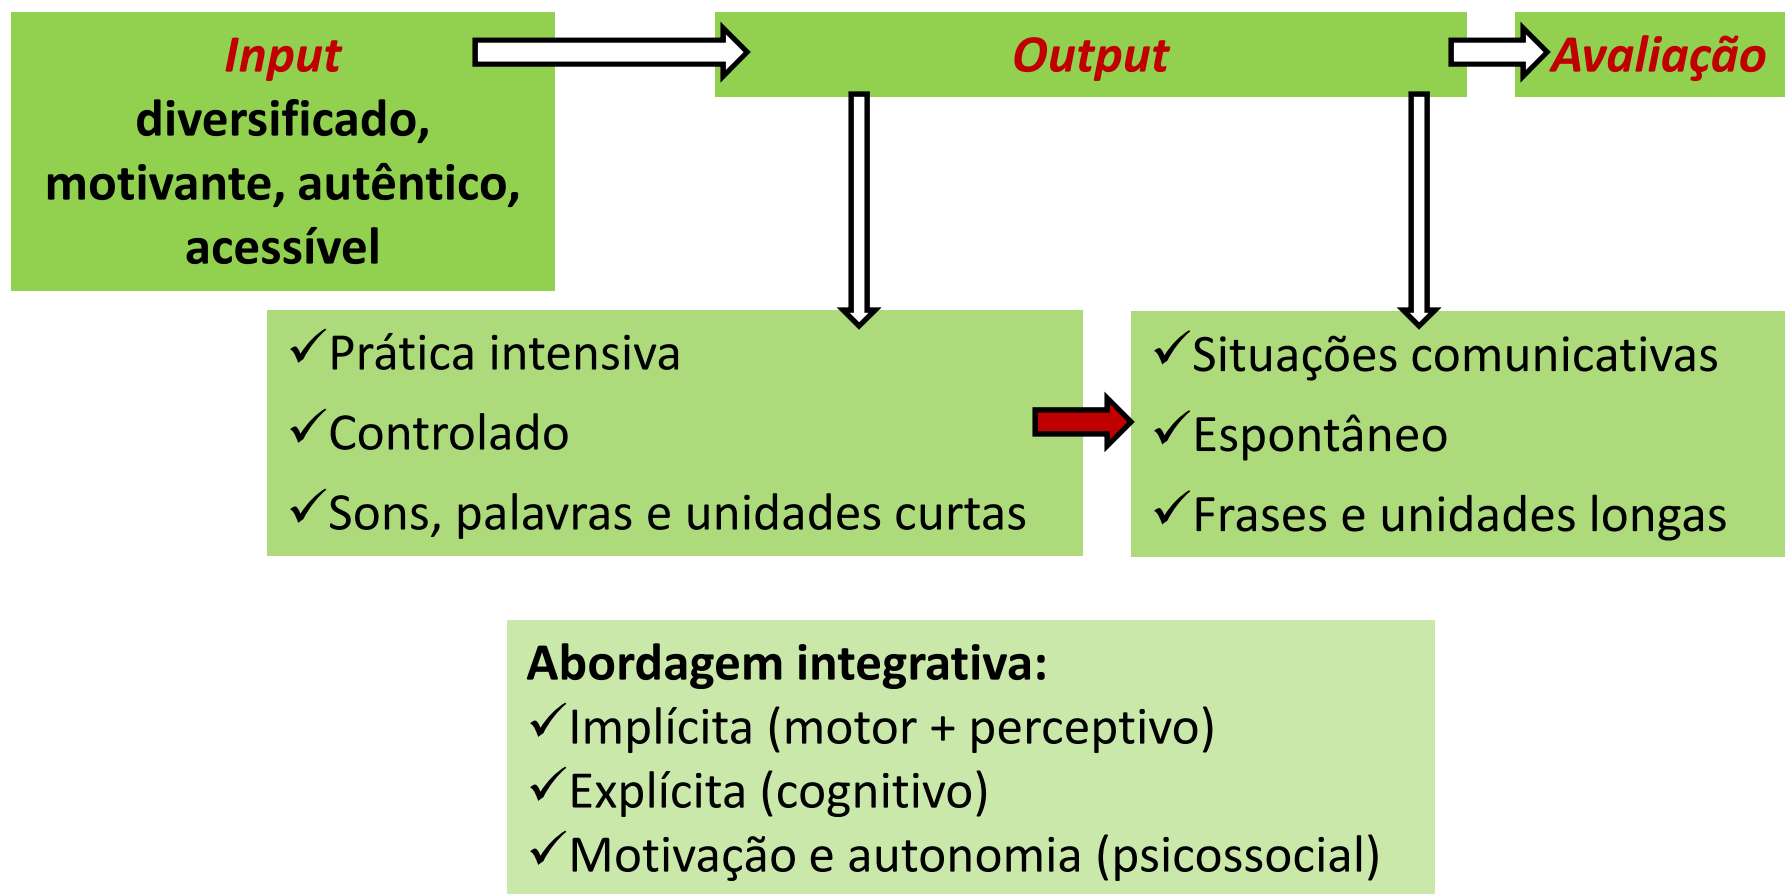 Input
diversificado,
motivante, autêntico,
acessível
Output
Avaliação
✓Prática intensiva
✓Controlado
✓Sons, palavras e unidades curtas
✓Situações comunicativas
✓Espontâneo
✓Frases e unidades longas
Abordagem integrativa:
✓Implícita (motor + perceptivo)
✓Explícita (cognitivo)
✓Motivação e autonomia (psicossocial)